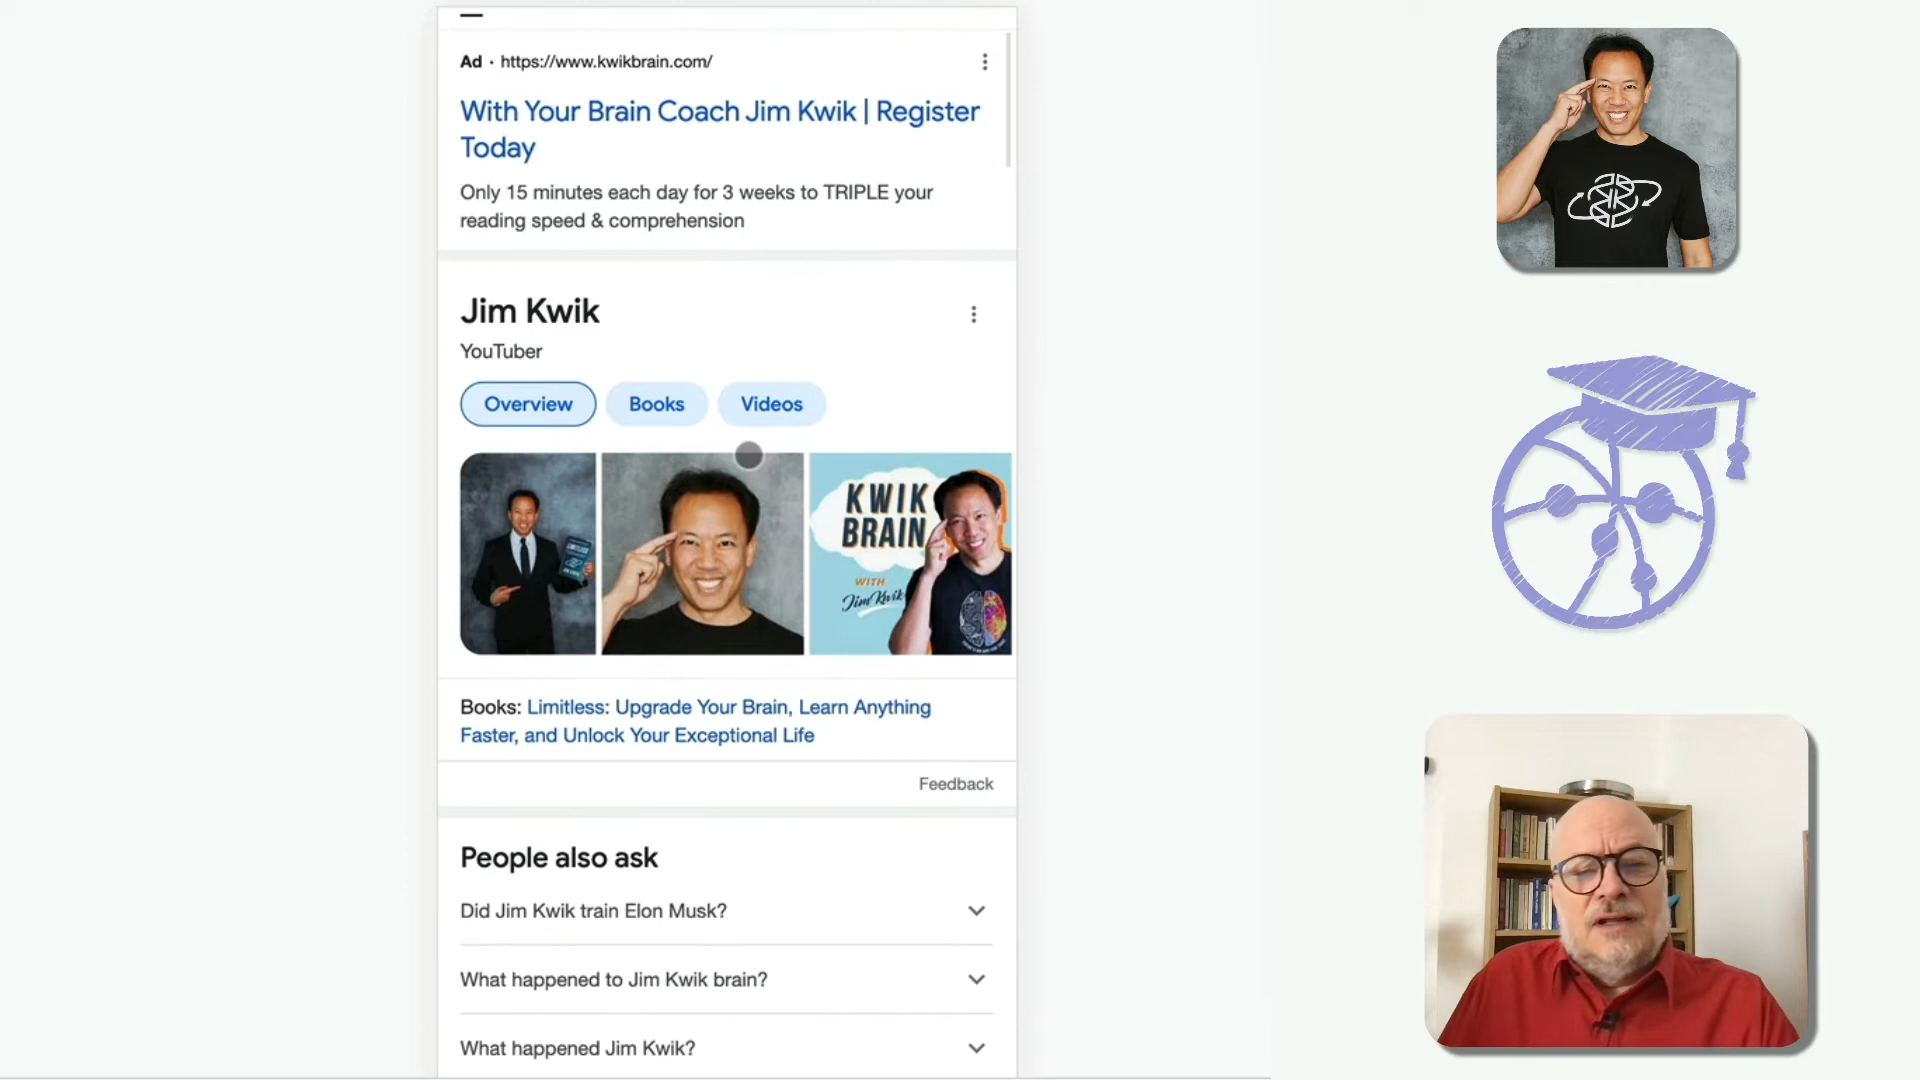 Ad · https://www.kwikbrain.com/
With Your Brain Coach Jim Kwik | Register
Today
Only 15 minutes each day for 3 weeks to TRIPLE your
reading speed & comprehension
Jim Kwik
YouTuber
Overview Books Videos
KWIK
BRAIN
WITH
Jim Kwik
LIMITLESS
Books: Limitless: Upgrade Your Brain, Learn Anything
Faster, and Unlock Your Exceptional Life
Feedback
People also ask
Did Jim Kwik train Elon Musk?
What happened to Jim Kwik brain?
What happened Jim Kwik?